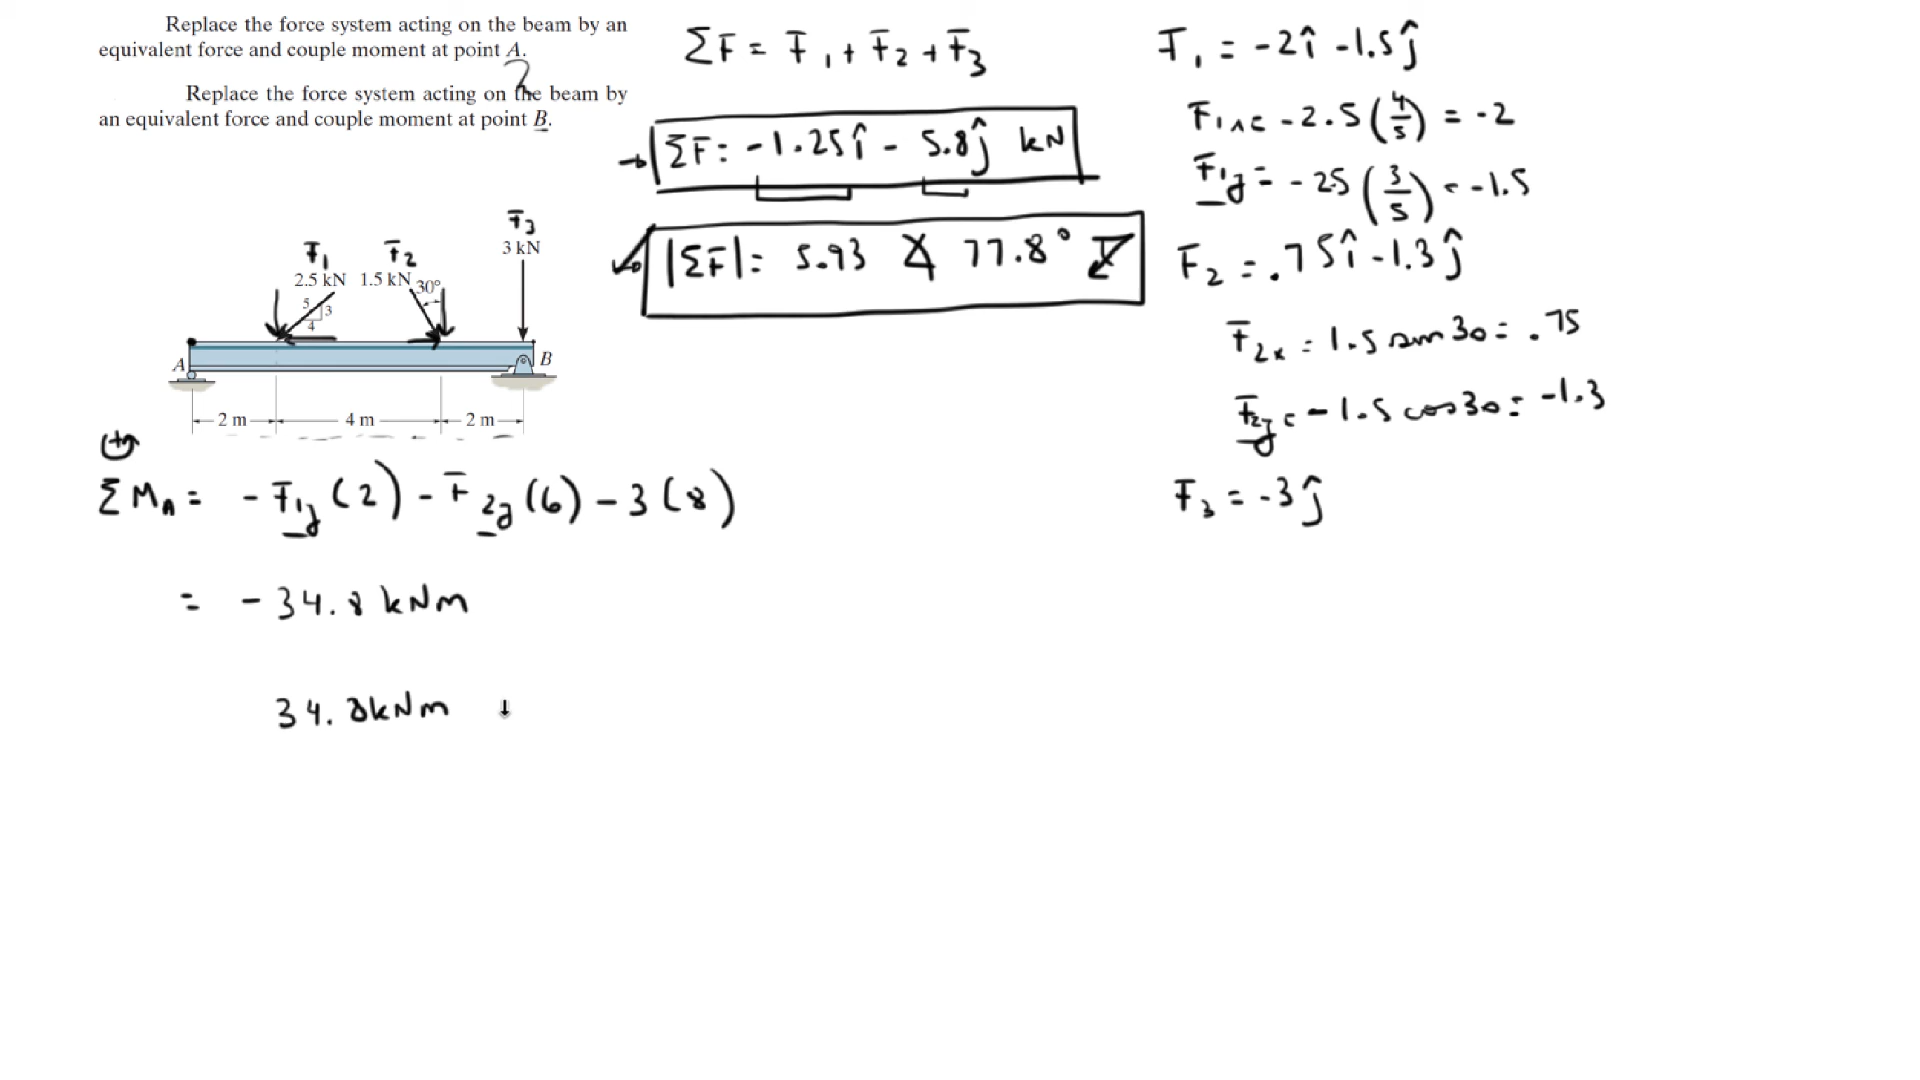 Replace the force system acting on the beam by an
equivalent force and couple moment at point A.
Replace the force system acting on the beam by
an equivalent force and couple moment at point B.
ΣF = F₁ + F₂ + F₃
→ ΣF: -1.25î - 5.8ĵ kN
|ΣF|: 5.93 ∡ 77.8°
F₁ = -2î -1.5ĵ
F₁ₓ = -2.5(4/5) = -2
F₁y = -2.5(3/5) = -1.5
F₂ = .75î -1.3ĵ
F₂ₓ = 1.5 sin 30 = .75
F₂y = -1.5 cos 30 = -1.3
F₃ = -3ĵ
F₁ F₂ F₃
2.5 kN 1.5 kN 30° 3 kN
5 3
4
A B
2 m 4 m 2 m
+
ΣM_A = -F₁y(2) - F₂y(6) - 3(8)
= -34.8 kNm
34.8kNm